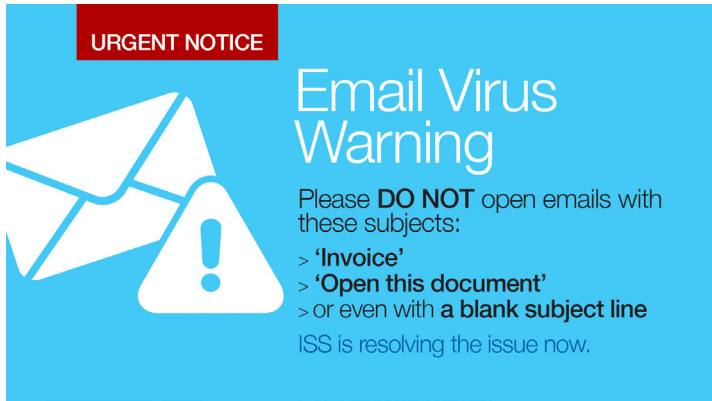 URGENT NOTICE
Email Virus
Warning
Please DO NOT open emails with
these subjects:
> ‘Invoice’
> ‘Open this document’
> or even with a blank subject line
ISS is resolving the issue now.